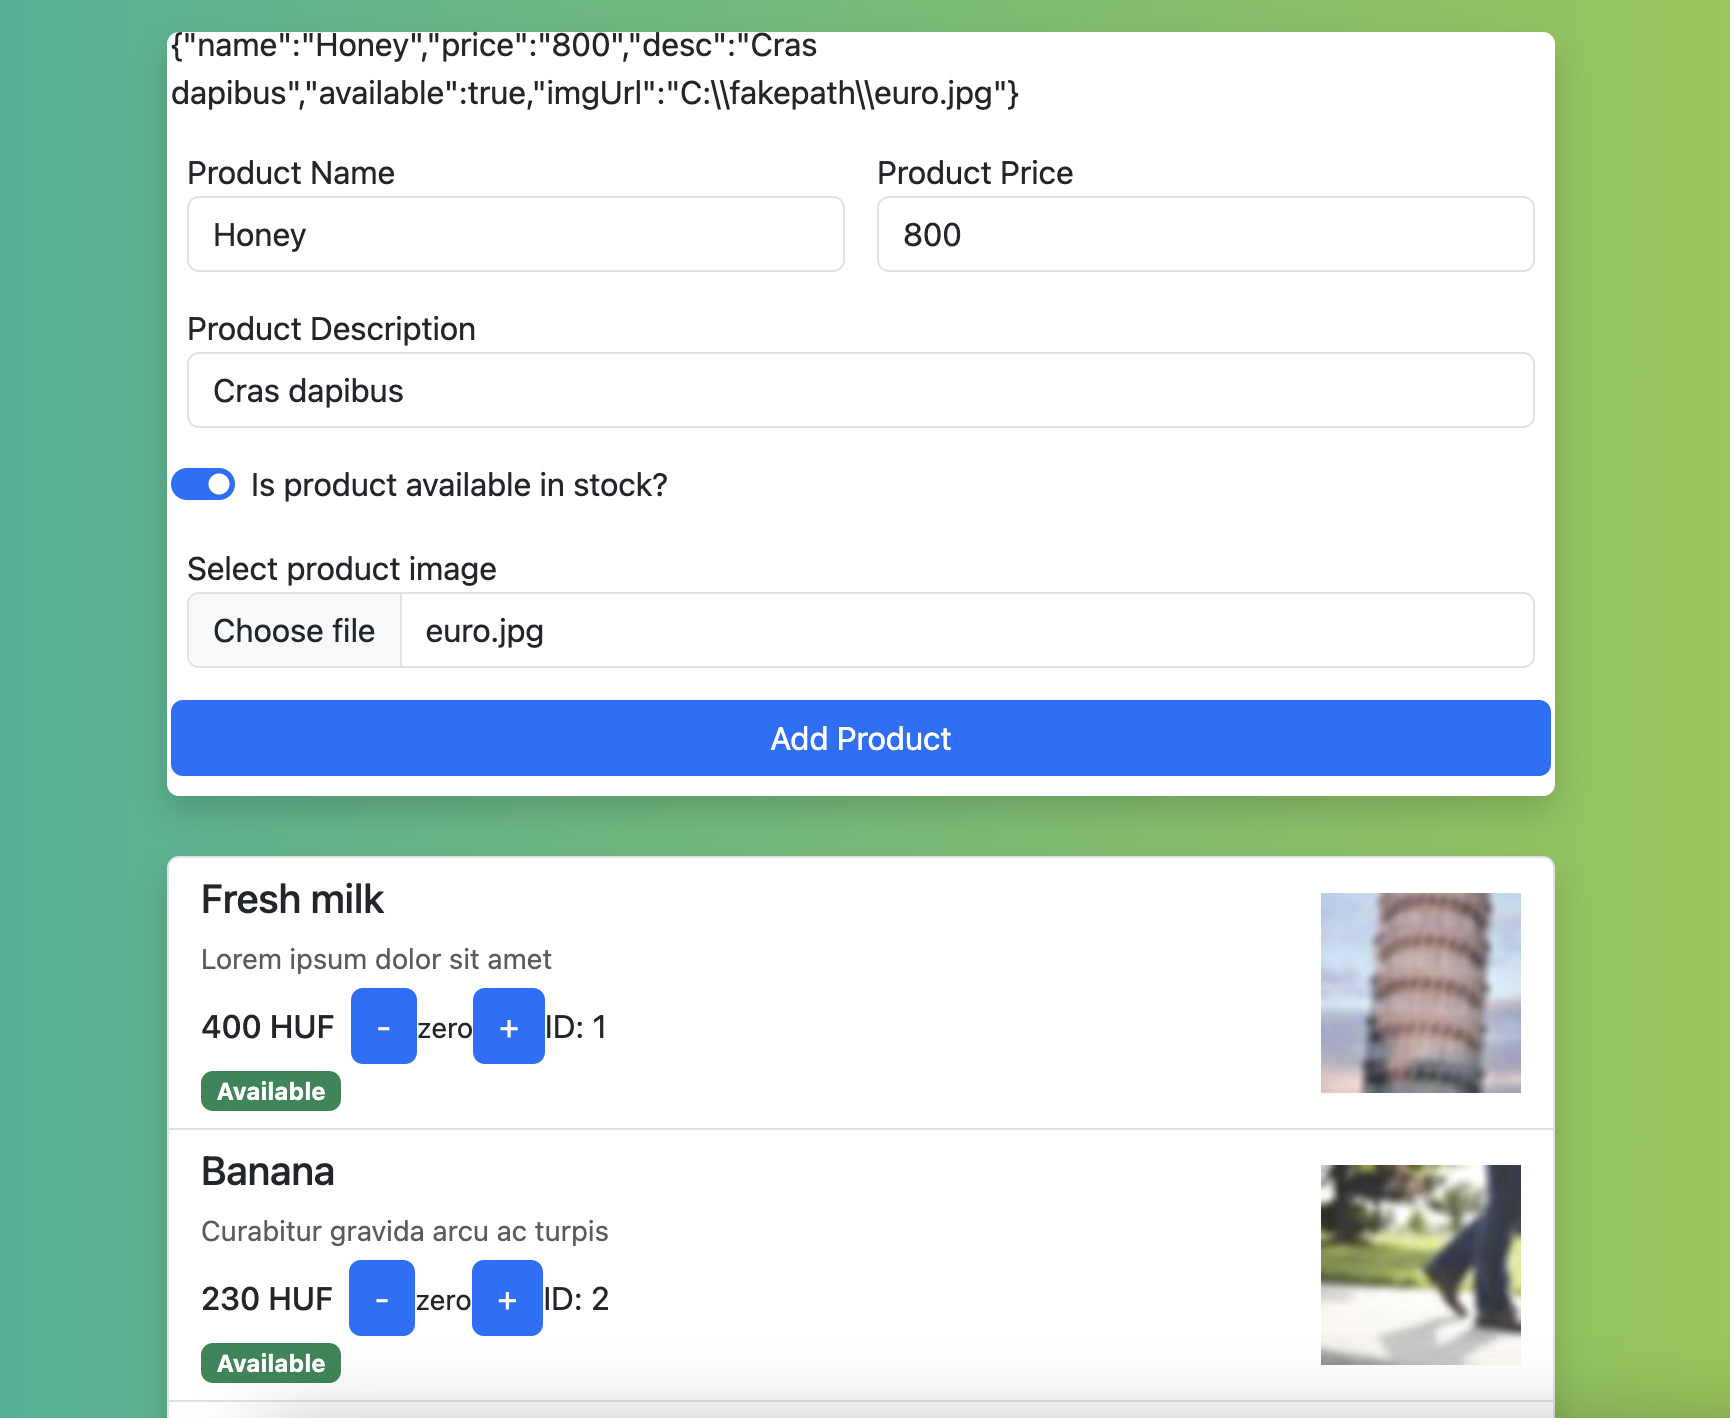 {"name":"Honey","price":"800","desc":"Cras
dapibus","available":true,"imgUrl":"C:\\fakepath\\euro.jpg"}
Product Name
Product Price
Honey
800
Product Description
Cras dapibus
Is product available in stock?
Select product image
Choose file euro.jpg
Add Product
Fresh milk
Lorem ipsum dolor sit amet
400 HUF - zero + ID: 1
Available
Banana
Curabitur gravida arcu ac turpis
230 HUF - zero + ID: 2
Available